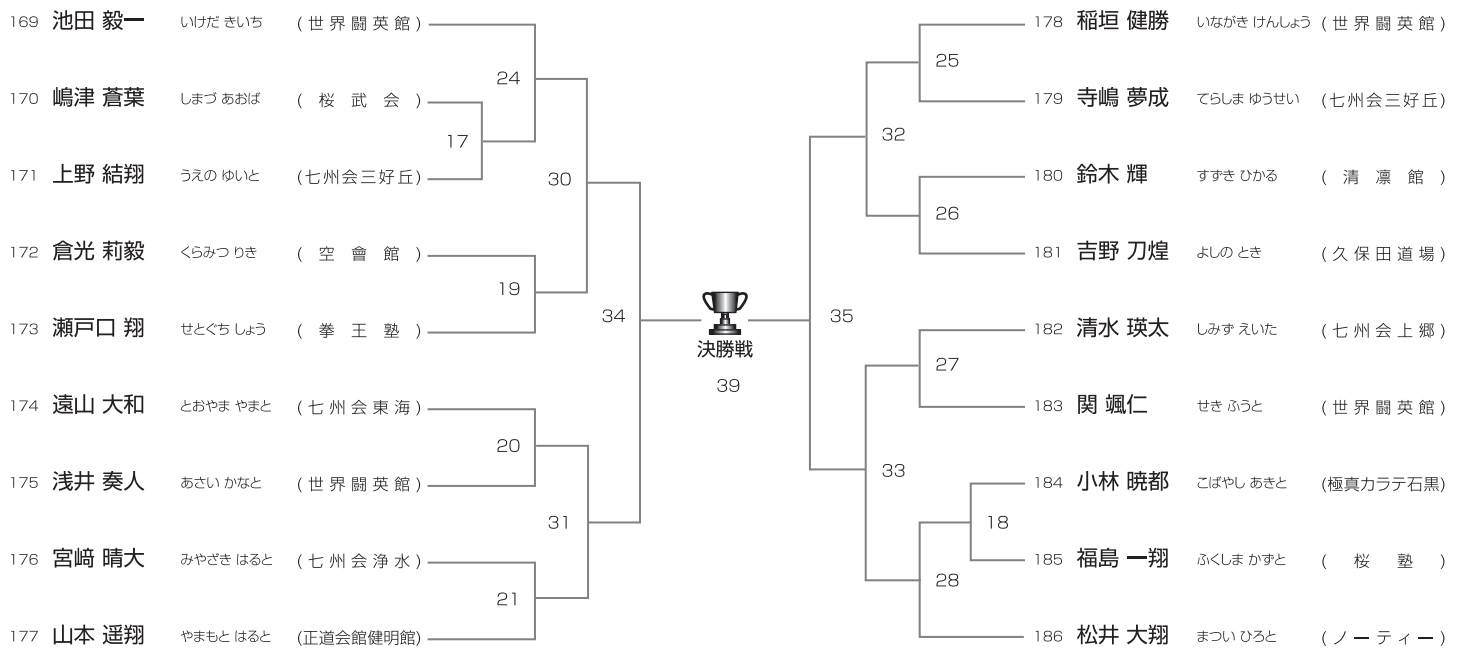 169 池田 毅一 いけだ きいち (世界闘英館)
24
170 嶋津 蒼葉 しまづ あおば (桜武会)
17
171 上野 結翔 うえの ゆいと (七州会三好丘)
30
172 倉光 莉毅 くらみつ りき (空會館)
19
173 瀬戸口 翔 せとぐち しょう (拳王塾)
34
174 遠山 大和 とおやま やまと (七州会東海)
20
175 浅井 奏人 あさい かなと (世界闘英館)
31
176 宮﨑 晴大 みやざき はると (七州会浄水)
21
177 山本 遥翔 やまもと はると (正道会館健明館)
決勝戦
39
178 稲垣 健勝 いながき けんしょう (世界闘英館)
25
179 寺嶋 夢成 てらしま ゆうせい (七州会三好丘)
32
180 鈴木 輝 すずき ひかる (清凛館)
26
181 吉野 刀煌 よしの とき (久保田道場)
35
182 清水 瑛太 しみず えいた (七州会上郷)
27
183 関 颯仁 せき ふうと (世界闘英館)
33
184 小林 暁都 こばやし あきと (極真カラテ石黒)
18
185 福島 一翔 ふくしま かずと (桜塾)
28
186 松井 大翔 まつい ひろと (ノーティー)